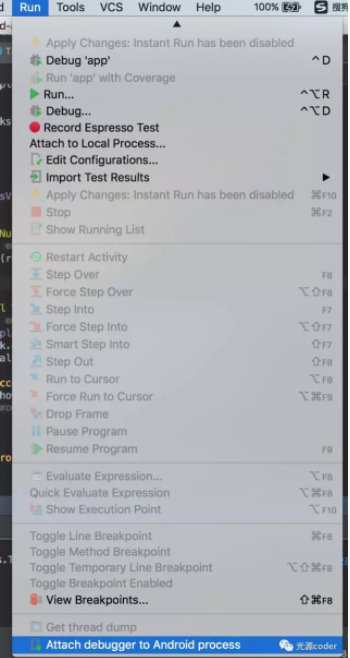 Run Tools VCS Window Help 100%
Apply Changes: Instant Run has been disabled
Debug 'app' ^D
Run 'app' with Coverage
Run... ^⌥R
Debug... ^⌥D
Record Espresso Test
Attach to Local Process...
Edit Configurations...
Import Test Results
Apply Changes: Instant Run has been disabled ⌘F10
Stop ⌘F2
Show Running List
Restart Activity
Step Over F8
Force Step Over ⌥⇧F8
Step Into F7
Force Step Into ⌥⇧F7
Smart Step Into ⇧F7
Step Out ⇧F8
Run to Cursor ⌥F9
Force Run to Cursor ⌥⌘F9
Drop Frame
Pause Program
Resume Program F9
Evaluate Expression... ⌥F8
Quick Evaluate Expression ⌥⌘F8
Show Execution Point ⌥F10
Toggle Line Breakpoint ⌘F8
Toggle Method Breakpoint
Toggle Temporary Line Breakpoint ⌥⇧⌘F8
Toggle Breakpoint Enabled
View Breakpoints... ⇧⌘F8
Get thread dump
Attach debugger to Android process
光源coder